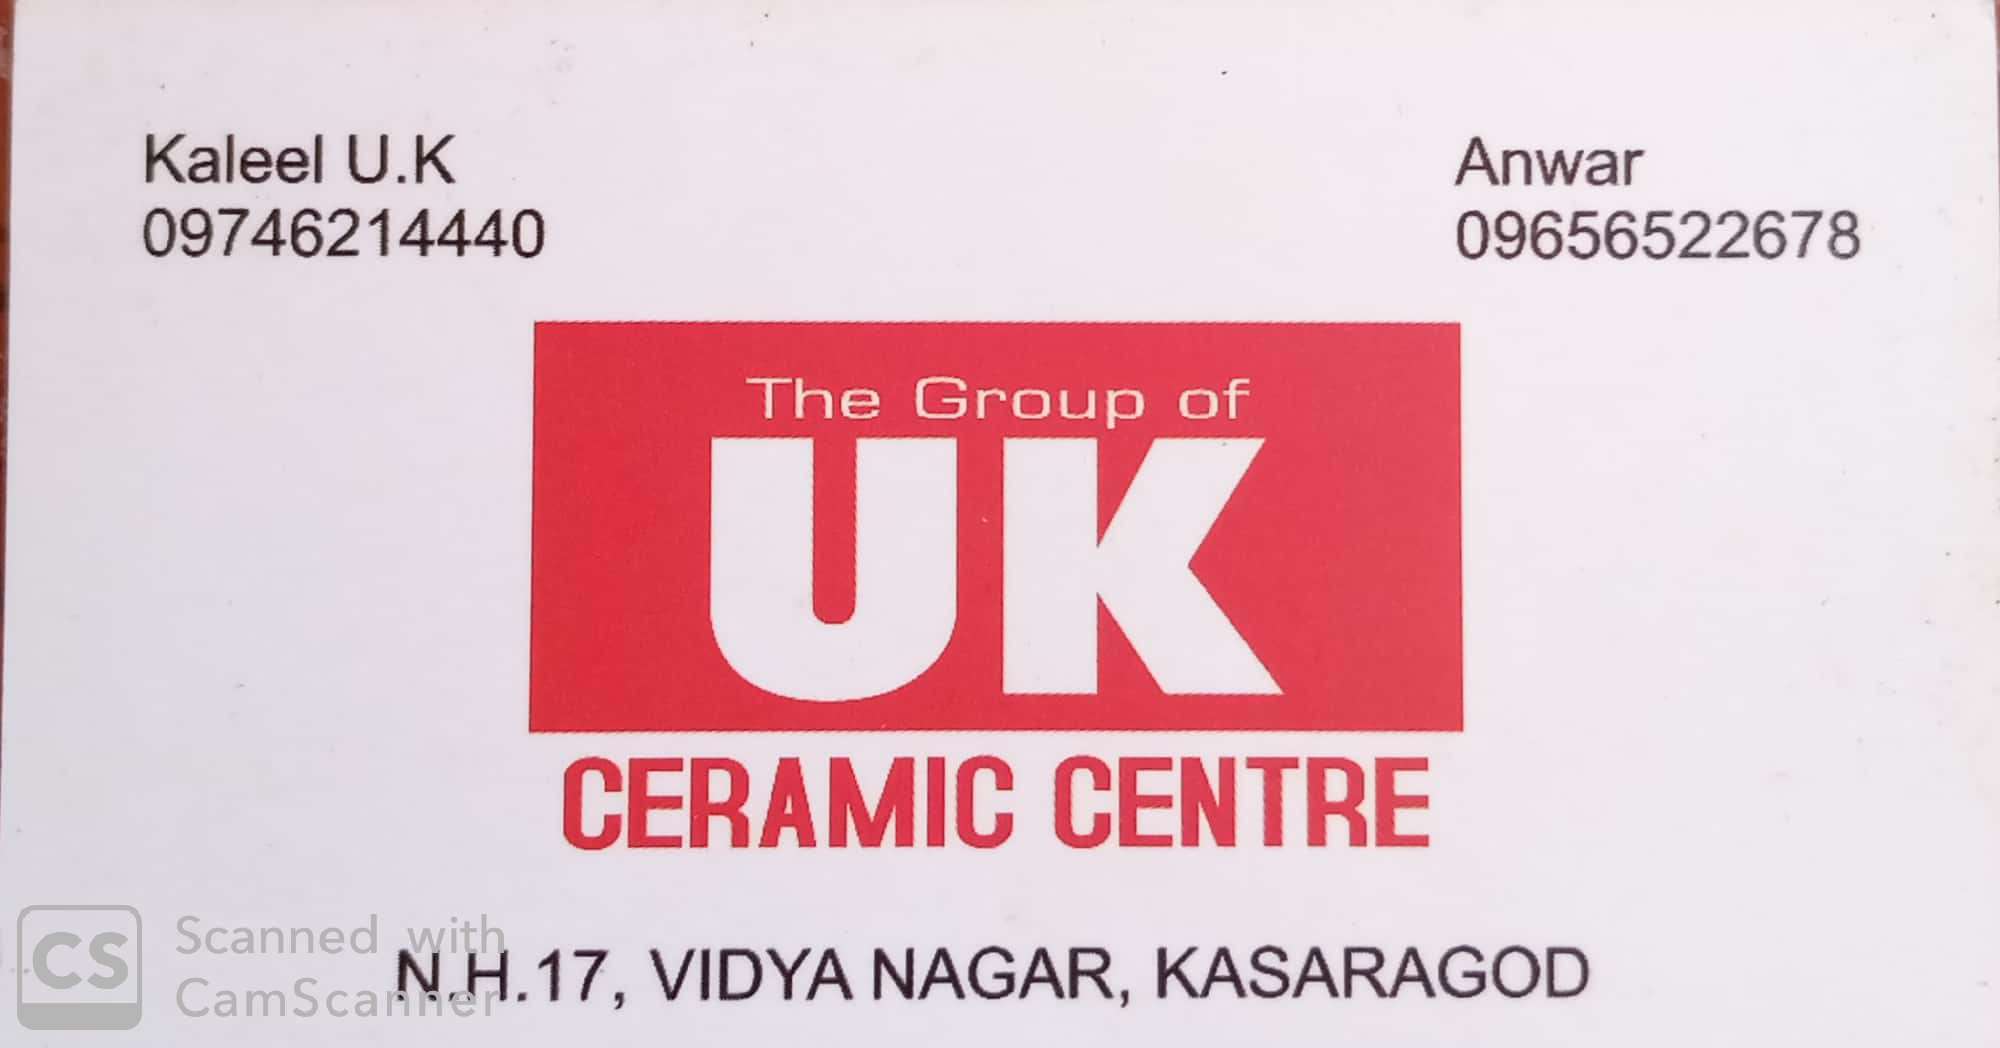 Kaleel U.K
09746214440
Anwar
09656522678
The Group of
UK
CERAMIC CENTRE
N.H.17, VIDYA NAGAR, KASARAGOD
CS
Scanned with
CamScanner